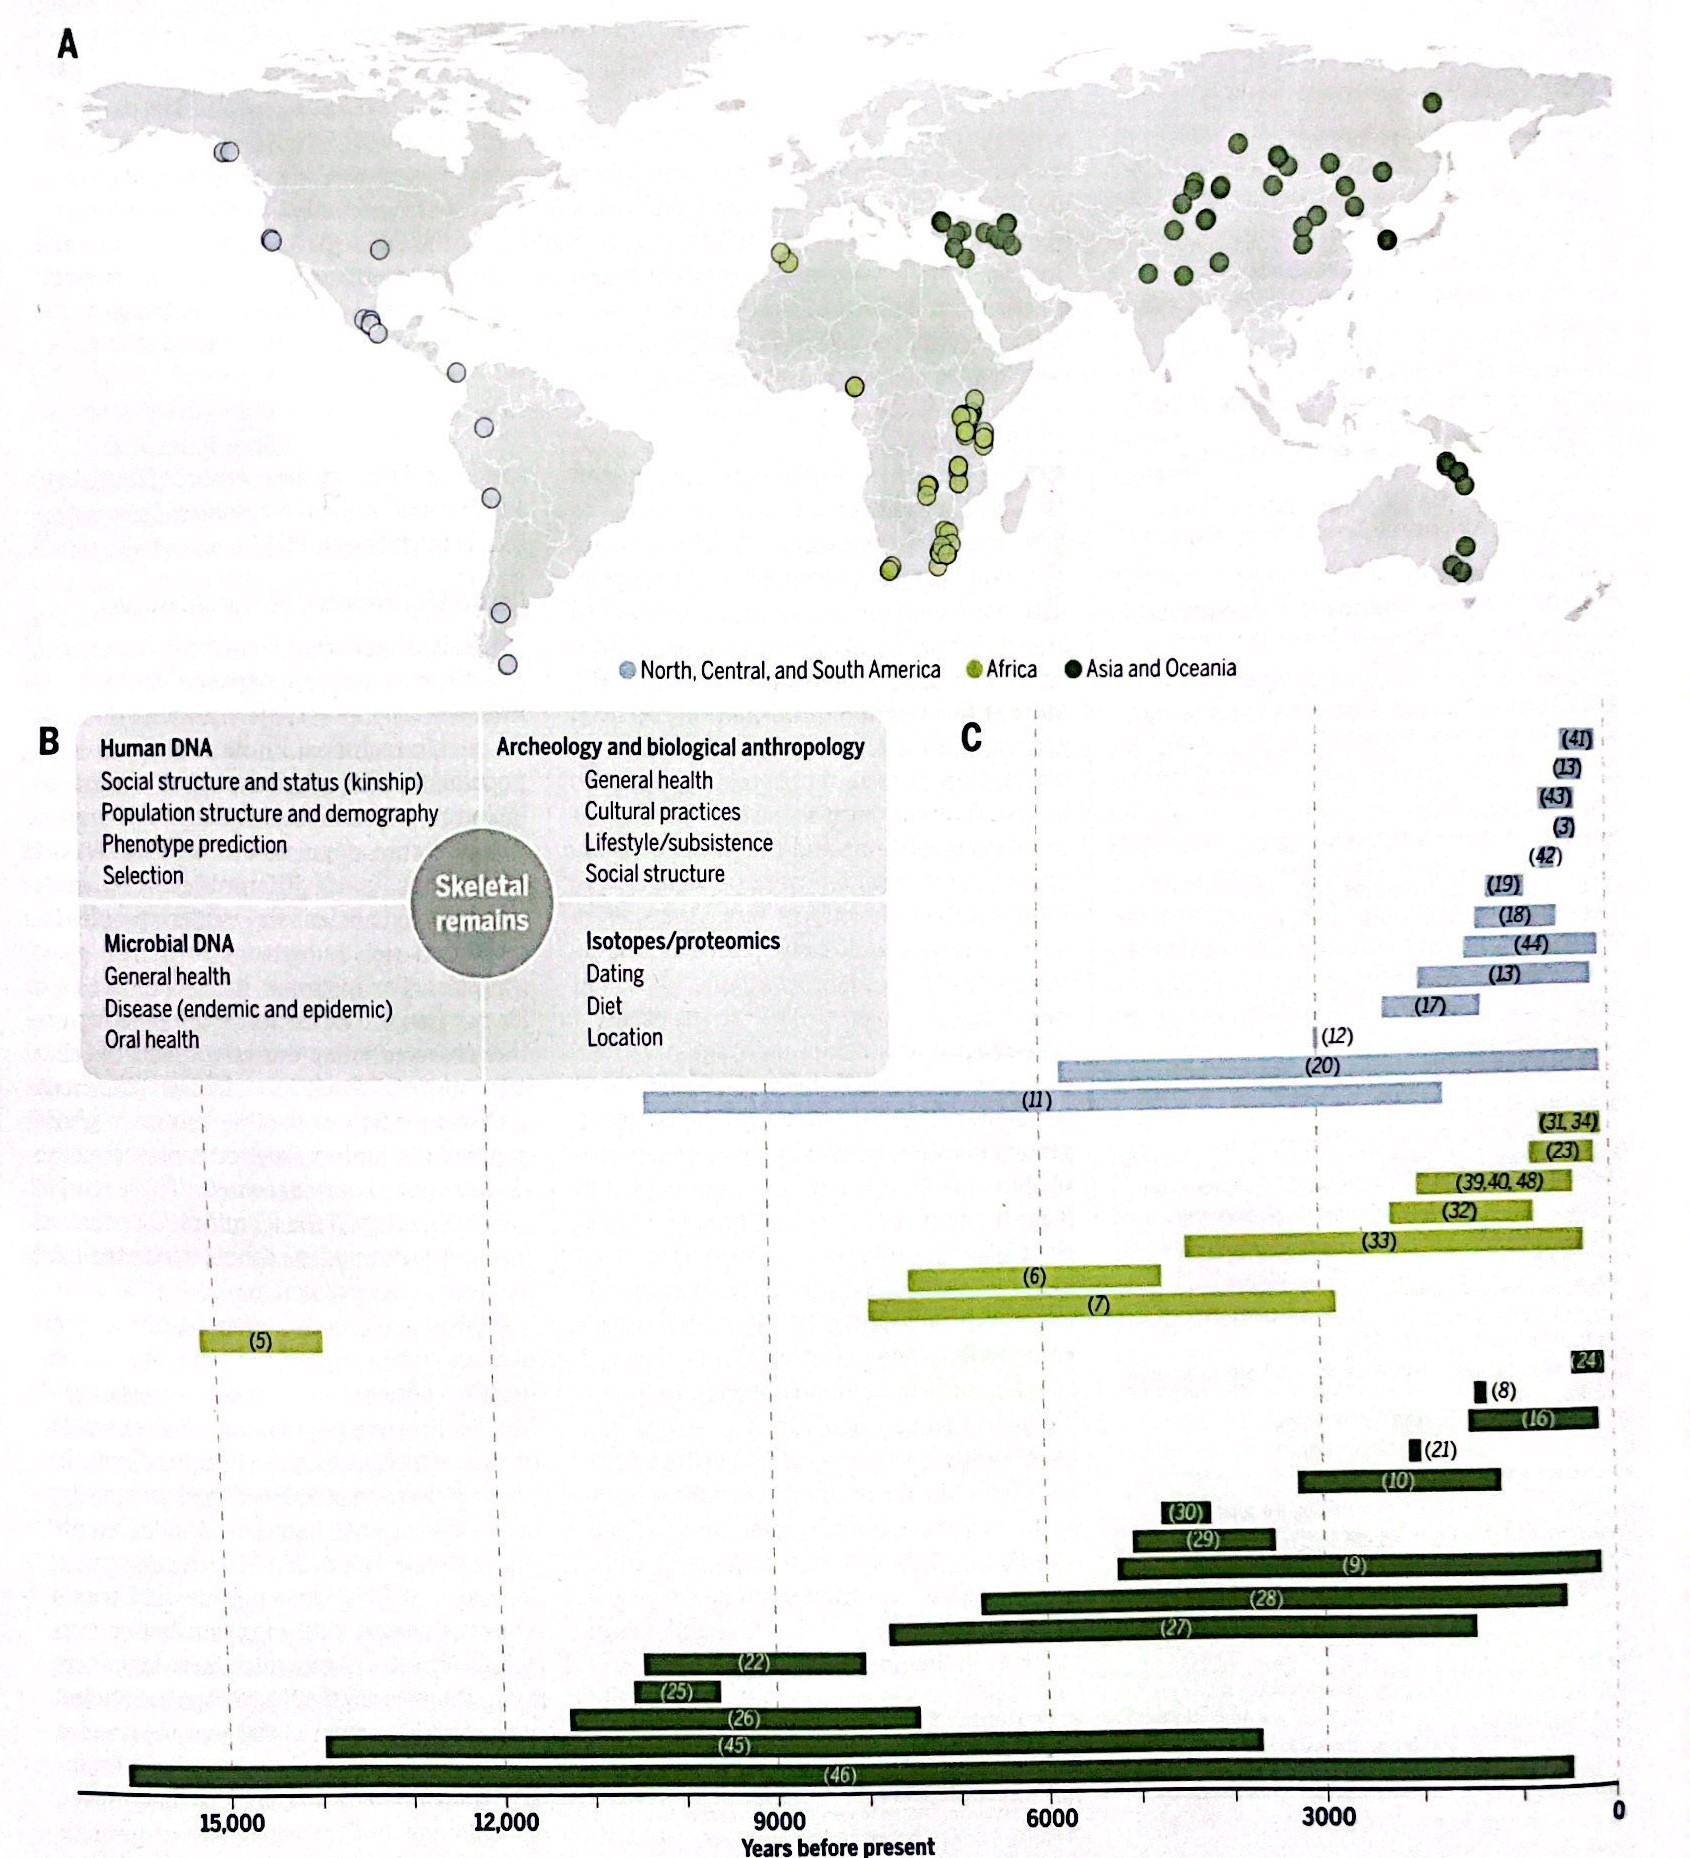 A
North, Central, and South America Africa Asia and Oceania
B
Human DNA
Social structure and status (kinship)
Population structure and demography
Phenotype prediction
Selection
Archeology and biological anthropology
General health
Cultural practices
Lifestyle/subsistence
Social structure
Skeletal
remains
Microbial DNA
General health
Disease (endemic and epidemic)
Oral health
Isotopes/proteomics
Dating
Diet
Location
C
(41)
(13)
(43)
(3)
(42)
(19)
(18)
(44)
(13)
(17)
(12)
(20)
(11)
(31, 34)
(23)
(39,40, 48)
(32)
(33)
(6)
(7)
(5)
(24)
(8)
(16)
(21)
(10)
(30)
(29)
(9)
(28)
(27)
(22)
(25)
(26)
(45)
(46)
15,000 12,000 9000 6000 3000 0
Years before present